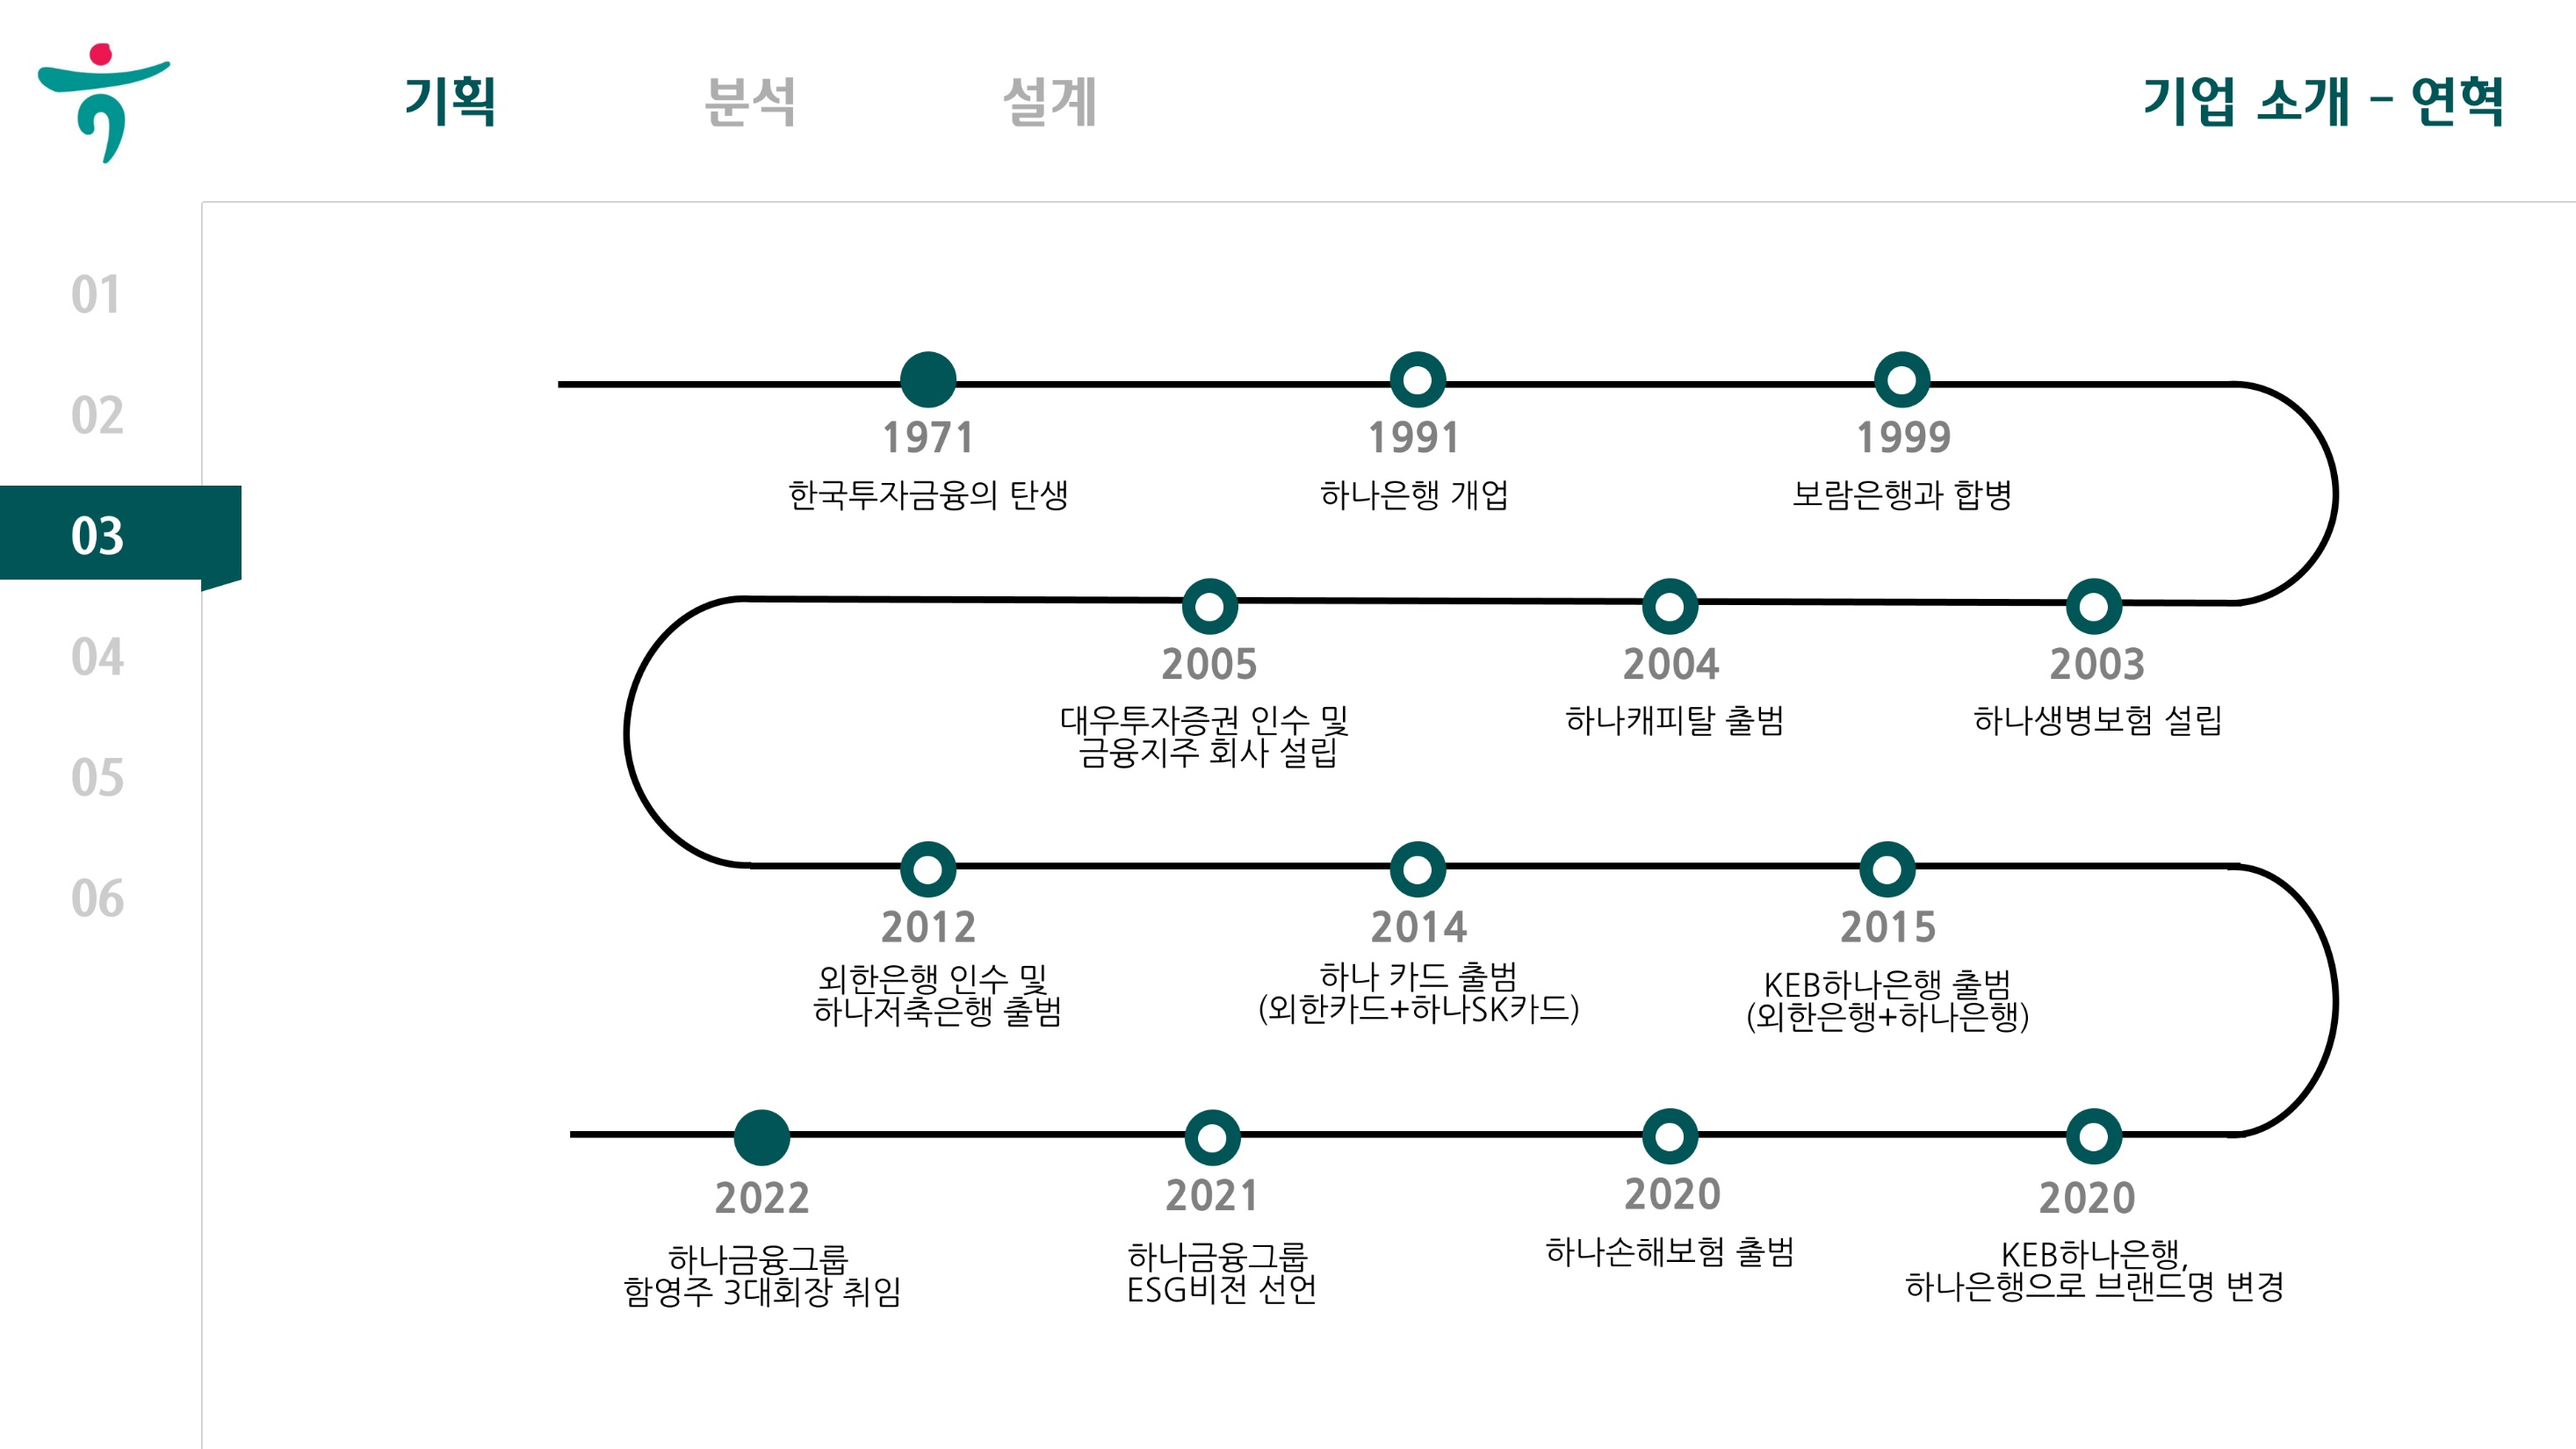 기획
분석
설계
기업 소개 - 연혁
01
02
03
04
05
06
1971
한국투자금융의 탄생
1991
하나은행 개업
1999
보람은행과 합병
2005
대우투자증권 인수 및
금융지주 회사 설립
2004
하나캐피탈 출범
2003
하나생병보험 설립
2012
외한은행 인수 및
하나저축은행 출범
2014
하나 카드 출범
(외한카드+하나SK카드)
2015
KEB하나은행 출범
(외한은행+하나은행)
2022
하나금융그룹
함영주 3대회장 취임
2021
하나금융그룹
ESG비전 선언
2020
하나손해보험 출범
2020
KEB하나은행,
하나은행으로 브랜드명 변경